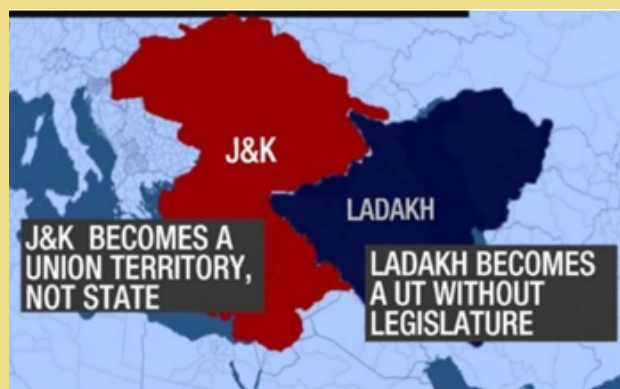 J&K
LADAKH
J&K BECOMES A
UNION TERRITORY,
NOT STATE
LADAKH BECOMES
A UT WITHOUT
LEGISLATURE